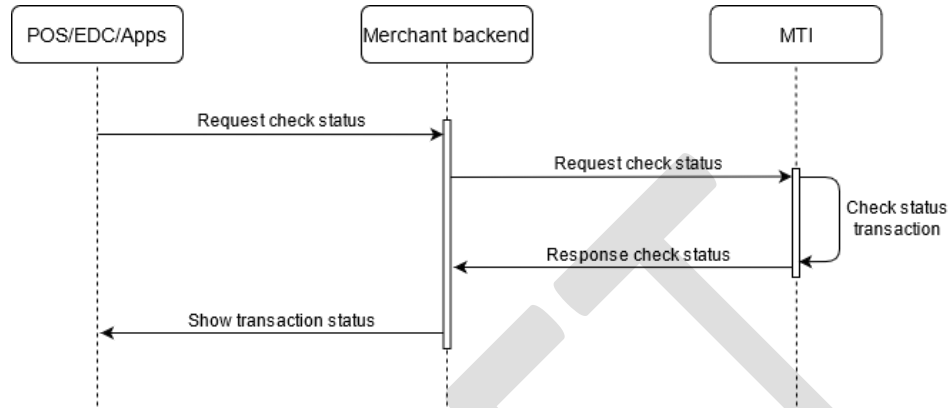 POS/EDC/Apps
Merchant backend
MTI
Request check status
Request check status
Check status
transaction
Response check status
Show transaction status